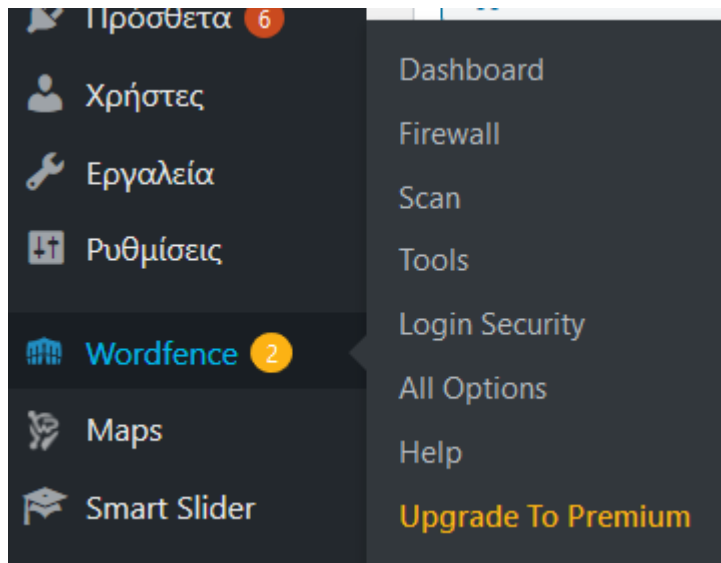 Πρόσθετα 6
Χρήστες
Εργαλεία
Ρυθμίσεις
Wordfence 2
Maps
Smart Slider
Dashboard
Firewall
Scan
Tools
Login Security
All Options
Help
Upgrade To Premium